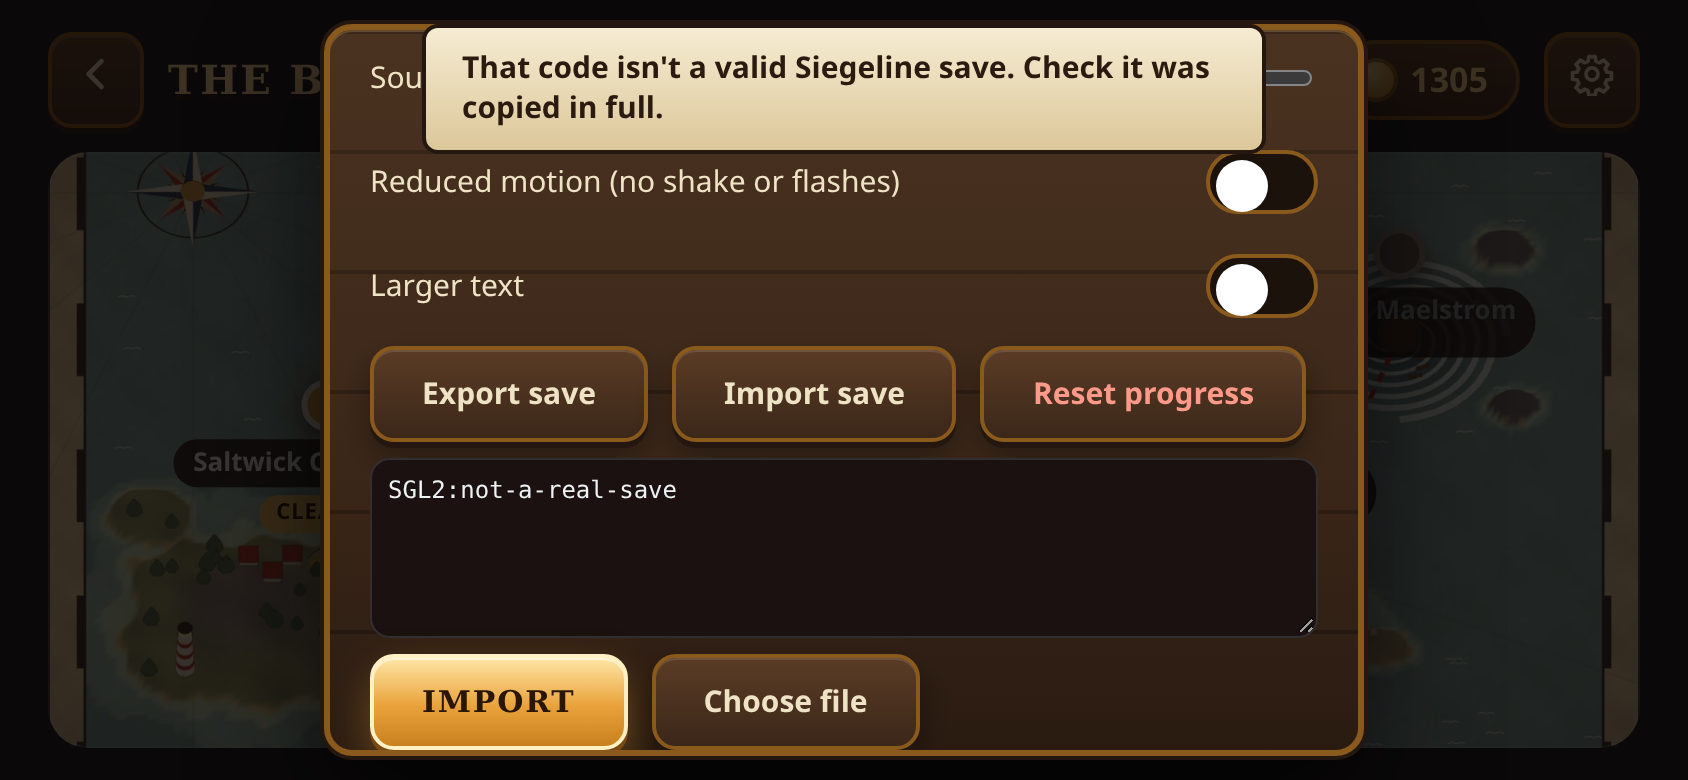 That code isn't a valid Siegeline save. Check it was
copied in full.
THE B
Sou
1305
Reduced motion (no shake or flashes)
Larger text
Maelstrom
Export save
Import save
Reset progress
Saltwick
SGL2:not-a-real-save
CLE
IMPORT
Choose file